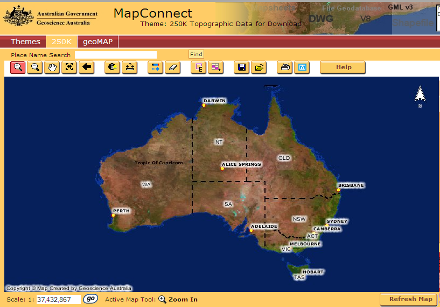 Australian Government
Geoscience Australia
MapConnect
Theme: 250K Topographic Data for Download
File Geodatabase
GML v3
DWG
Themes
250K
geoMAP
Place Name Search
Find
Help
DARWIN
NT
QLD
Tropic Of Capricorn
ALICE SPRINGS
WA
BRISBANE
SA
PERTH
NSW
SYDNEY
ADELAIDE
CANBERRA
ACT
VIC
MELBOURNE
HOBART
TAS
Copyright © Map Created by Geoscience Australia
Scale: 1:
37,432,867
go
Active Map Tool:
Zoom In
Refresh Map